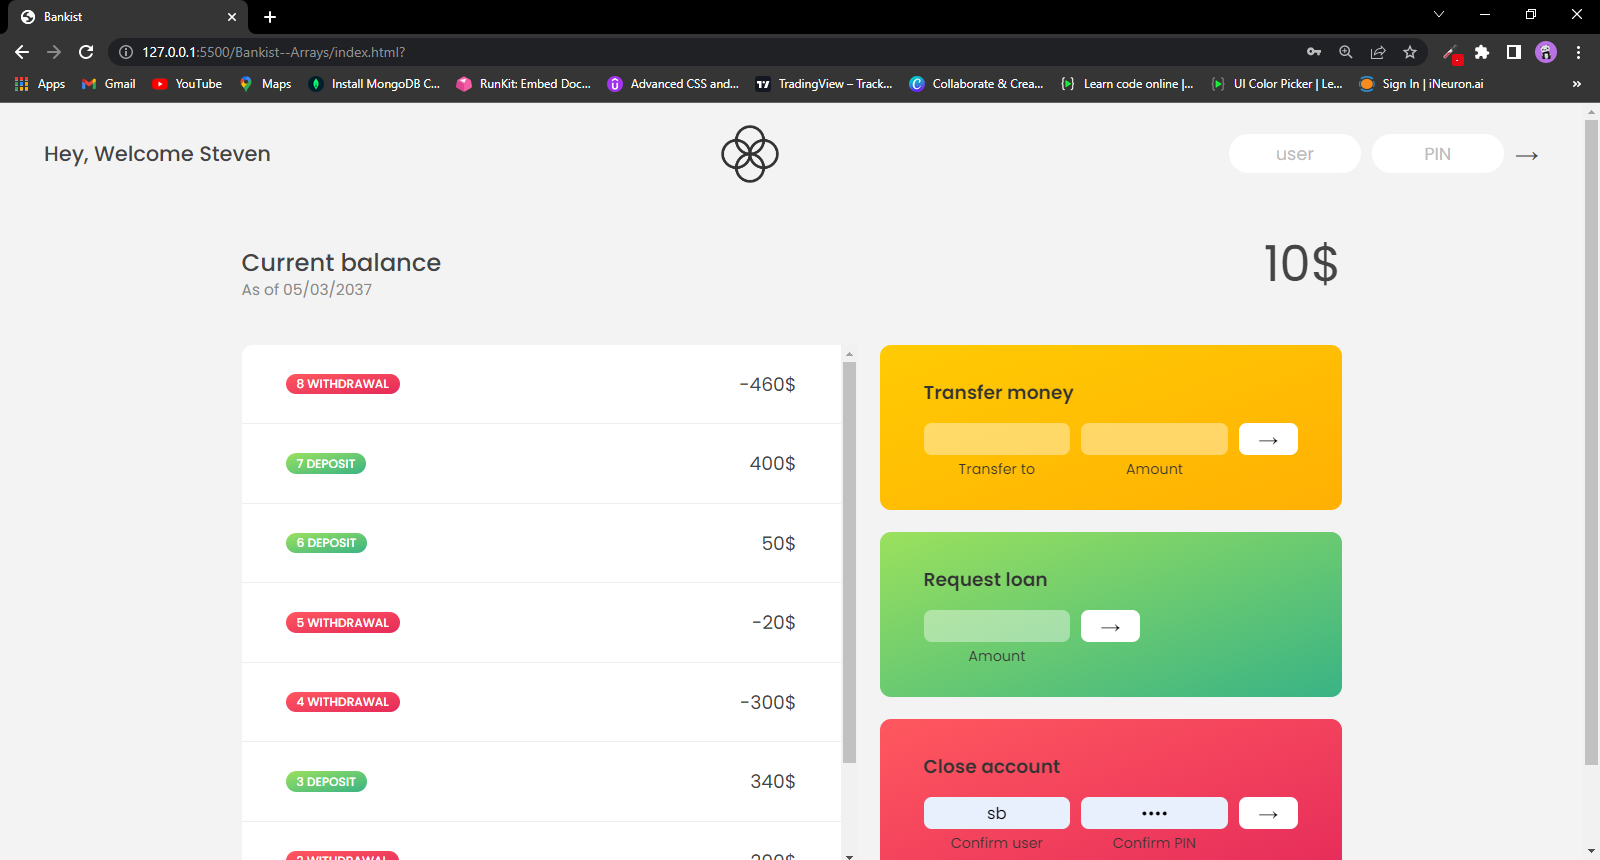 Bankist
127.0.0.1:5500/Bankist--Arrays/index.html?
Apps Gmail YouTube Maps Install MongoDB C... RunKit: Embed Doc... Advanced CSS and... TradingView – Track... Collaborate & Crea... Learn code online |... UI Color Picker | Le... Sign In | iNeuron.ai »
Hey, Welcome Steven
user PIN →
Current balance
As of 05/03/2037
10$
8 WITHDRAWAL -460$
7 DEPOSIT 400$
6 DEPOSIT 50$
5 WITHDRAWAL -20$
4 WITHDRAWAL -300$
3 DEPOSIT 340$
Transfer money
→
Transfer to Amount
Request loan
→
Amount
Close account
sb •••• →
Confirm user Confirm PIN